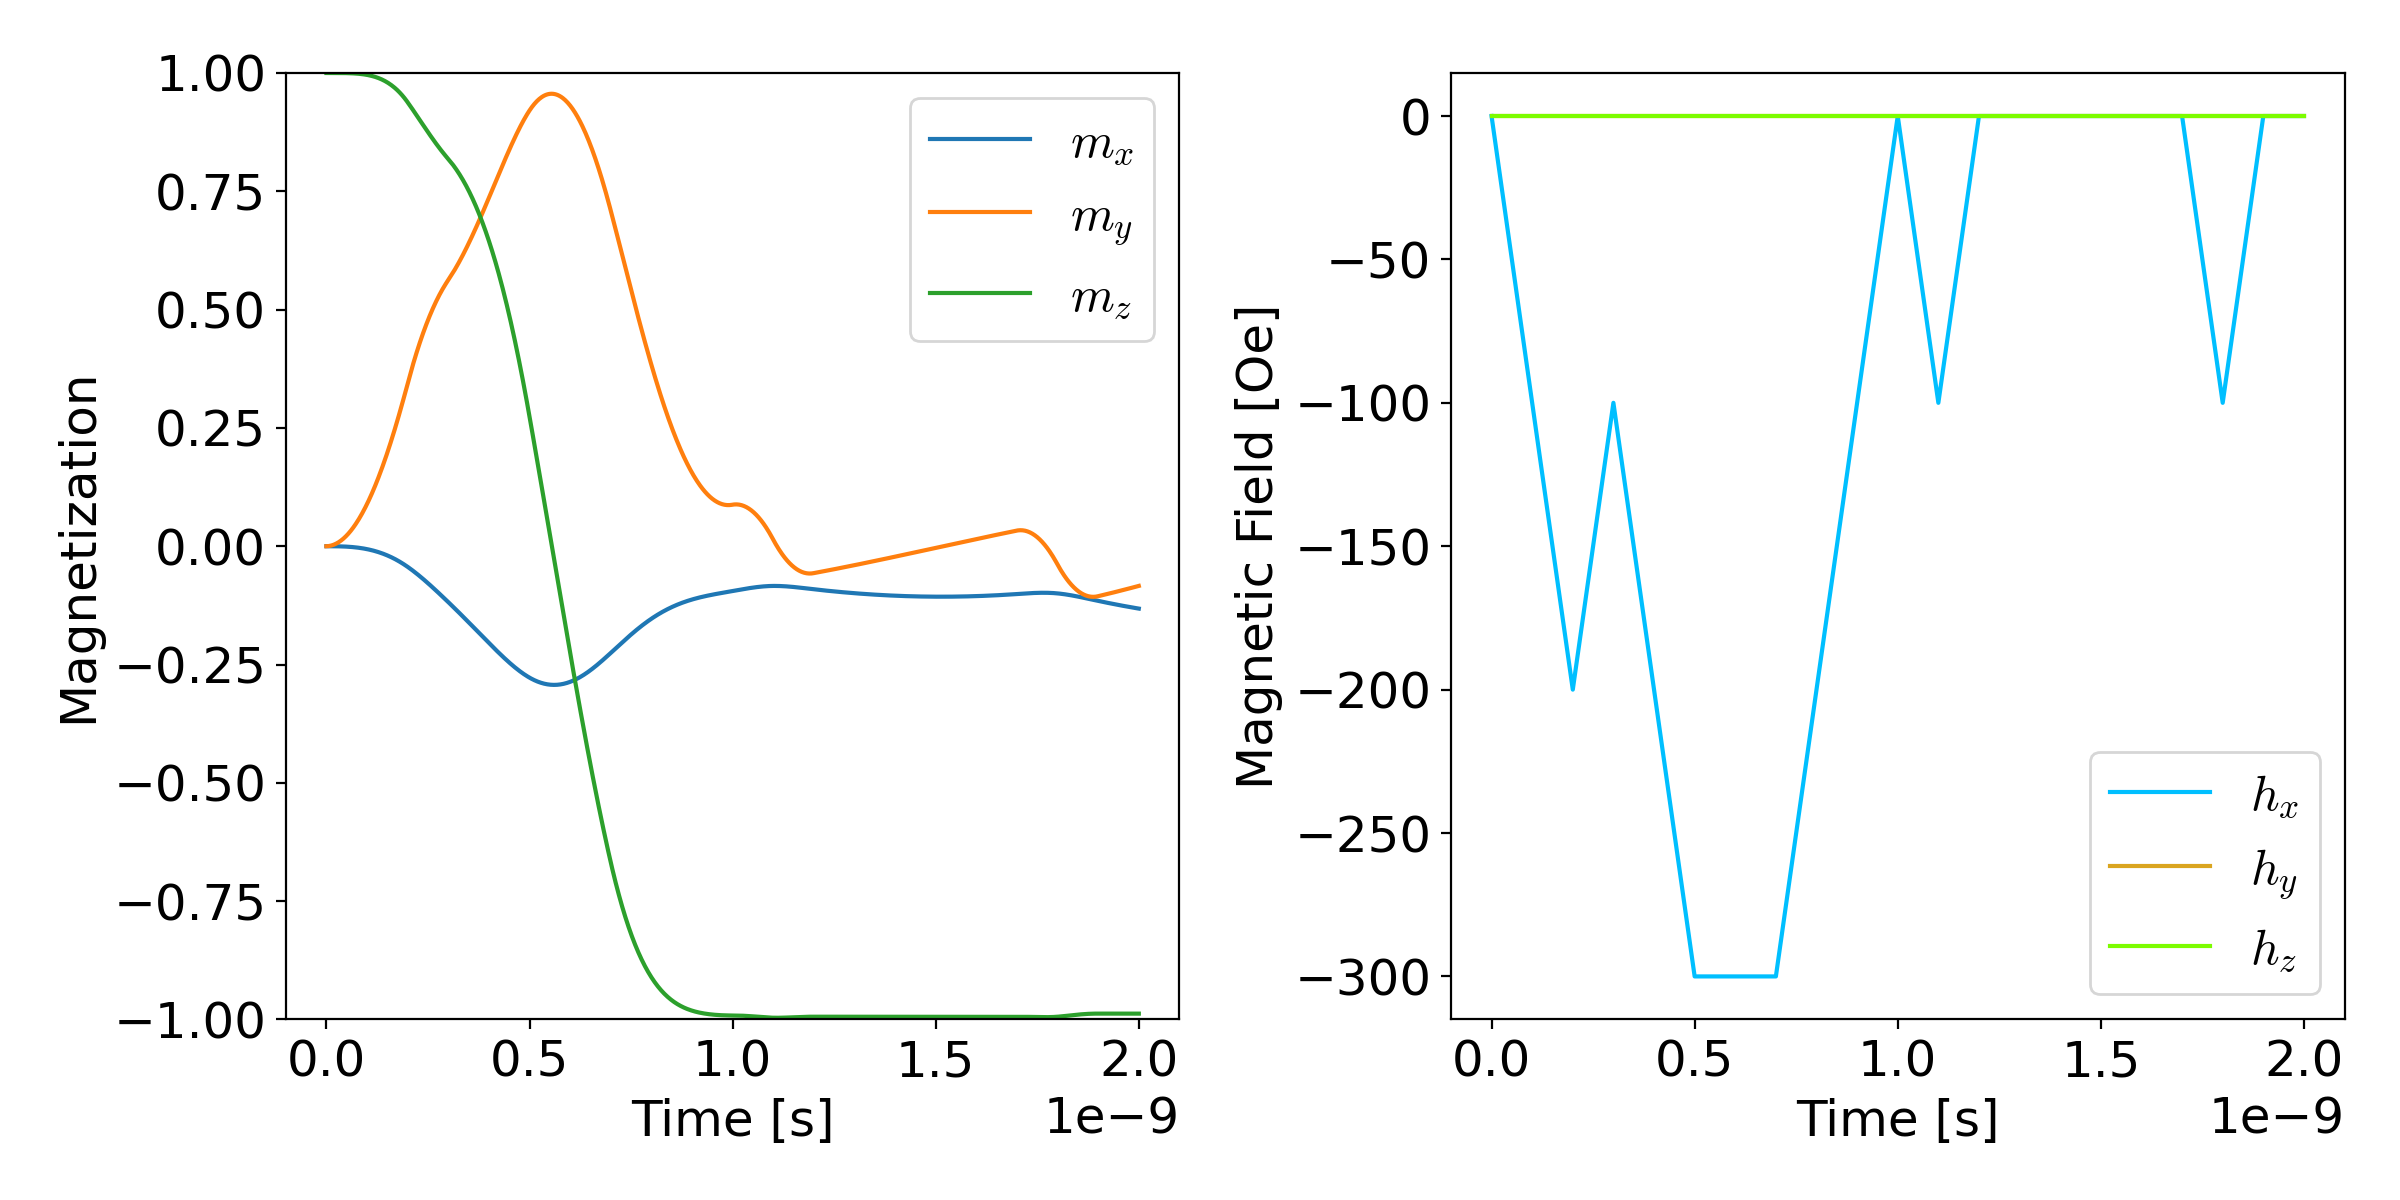 Magnetization
1.00
0.75
0.50
0.25
0.00
−0.25
−0.50
−0.75
−1.00
m_x
m_y
m_z
0.0 0.5 1.0 1.5 2.0
Time [s]
1e−9
Magnetic Field [Oe]
0
−50
−100
−150
−200
−250
−300
h_x
h_y
h_z
0.0 0.5 1.0 1.5 2.0
Time [s]
1e−9